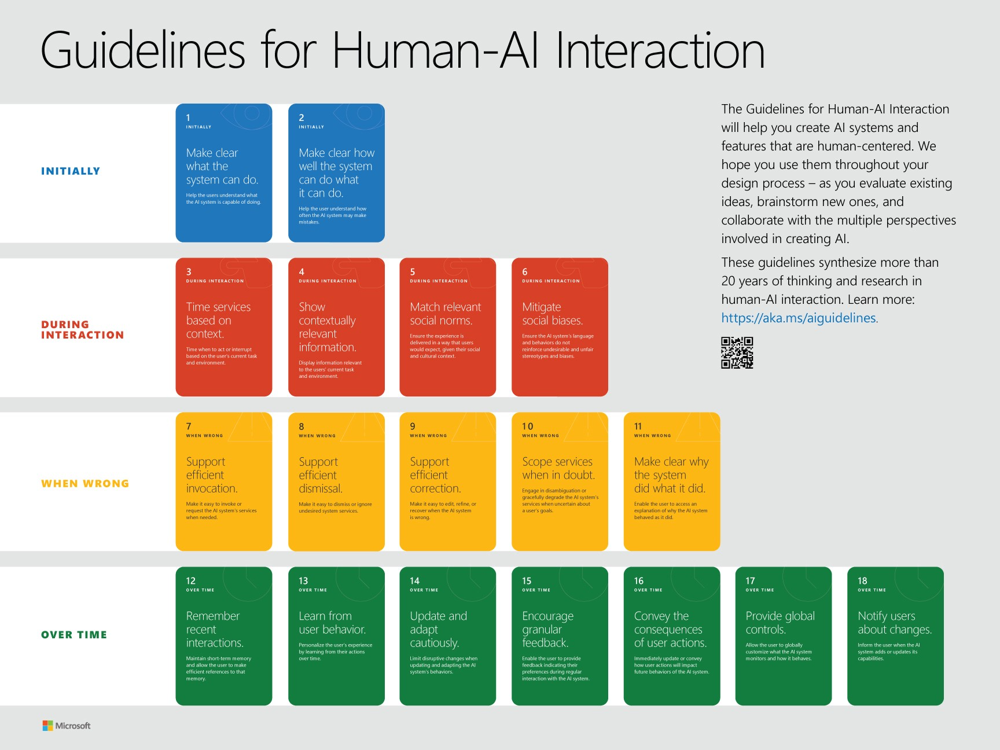 Guidelines for Human-AI Interaction
The Guidelines for Human-AI Interaction
will help you create AI systems and
features that are human-centered. We
hope you use them throughout your
design process – as you evaluate existing
ideas, brainstorm new ones, and
collaborate with the multiple perspectives
involved in creating AI.
These guidelines synthesize more than
20 years of thinking and research in
human-AI interaction. Learn more:
https://aka.ms/aiguidelines.
INITIALLY
1
INITIALLY
Make clear
what the
system can do.
Help the users understand what
the AI system is capable of doing.
2
INITIALLY
Make clear how
well the system
can do what
it can do.
Help the user understand how
often the AI system may make
mistakes.
DURING
INTERACTION
3
DURING INTERACTION
Time services
based on
context.
Time when to act or interrupt
based on the user's current task
and environment.
4
DURING INTERACTION
Show
contextually
relevant
information.
Display information relevant
to the users' current task
and environment.
5
DURING INTERACTION
Match relevant
social norms.
Ensure the experience is
delivered in a way that users
would expect, given their social
and cultural context.
6
DURING INTERACTION
Mitigate
social biases.
Ensure the AI system's language
and behaviors do not
reinforce undesirable and unfair
stereotypes and biases.
WHEN WRONG
7
WHEN WRONG
Support
efficient
invocation.
Make it easy to invoke or
request the AI system's services
when needed.
8
WHEN WRONG
Support
efficient
dismissal.
Make it easy to dismiss or ignore
undesired system services.
9
WHEN WRONG
Support
efficient
correction.
Make it easy to edit, refine, or
recover when the AI system
is wrong.
10
WHEN WRONG
Scope services
when in doubt.
Engage in disambiguation or
gracefully degrade the AI system's
services when uncertain about
a user's goals.
11
WHEN WRONG
Make clear why
the system
did what it did.
Enable the user to access an
explanation of why the AI system
behaved as it did.
OVER TIME
12
OVER TIME
Remember
recent
interactions.
Maintain short-term memory
and allow the user to make
efficient references to that
memory.
13
OVER TIME
Learn from
user behavior.
Personalize the user's experience
by learning from their actions
over time.
14
OVER TIME
Update and
adapt
cautiously.
Limit disruptive changes when
updating and adapting the AI
system's behaviors.
15
OVER TIME
Encourage
granular
feedback.
Enable the user to provide
feedback indicating their
preferences during regular
interaction with the AI system.
16
OVER TIME
Convey the
consequences
of user actions.
Immediately update or convey
how user actions will impact
future behaviors of the AI system.
17
OVER TIME
Provide global
controls.
Allow the user to globally
customize what the AI system
monitors and how it behaves.
18
OVER TIME
Notify users
about changes.
Inform the user when the AI
system adds or updates its
capabilities.
Microsoft